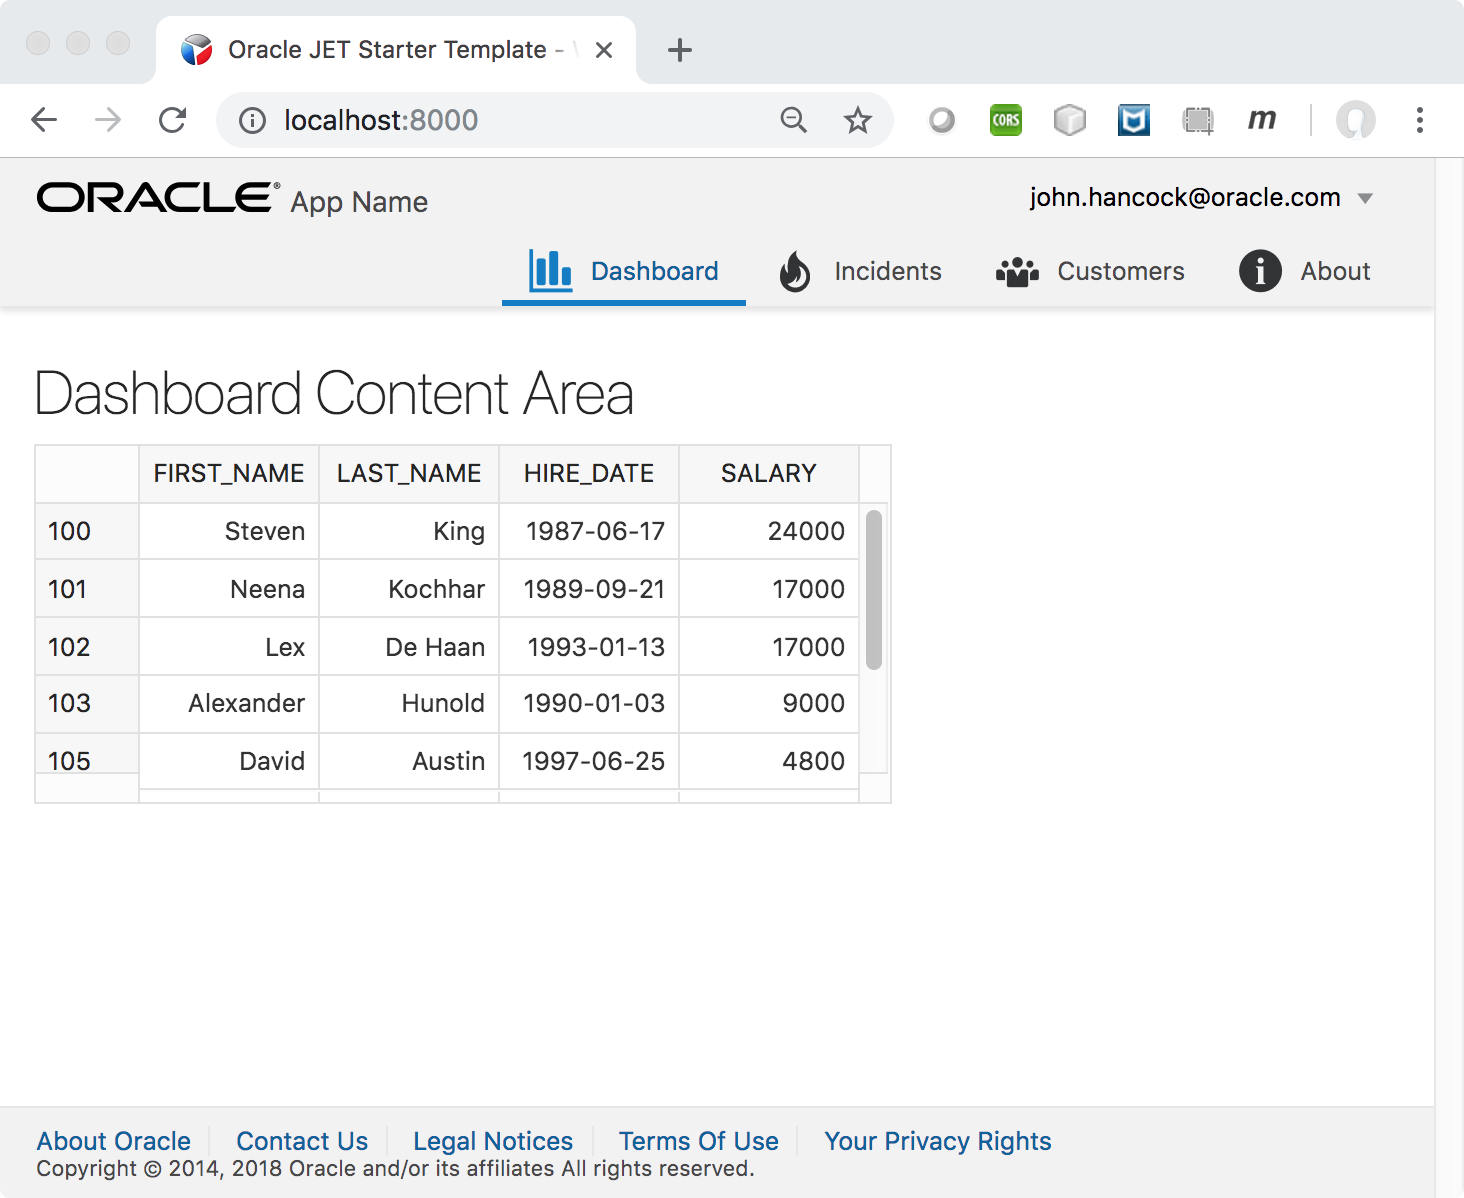 Oracle JET Starter Template -
localhost:8000
CORS
m
ORACLE® App Name
john.hancock@oracle.com
Dashboard Incidents Customers About
Dashboard Content Area
FIRST_NAME LAST_NAME HIRE_DATE SALARY
100 Steven King 1987-06-17 24000
101 Neena Kochhar 1989-09-21 17000
102 Lex De Haan 1993-01-13 17000
103 Alexander Hunold 1990-01-03 9000
105 David Austin 1997-06-25 4800
About Oracle Contact Us Legal Notices Terms Of Use Your Privacy Rights
Copyright © 2014, 2018 Oracle and/or its affiliates All rights reserved.